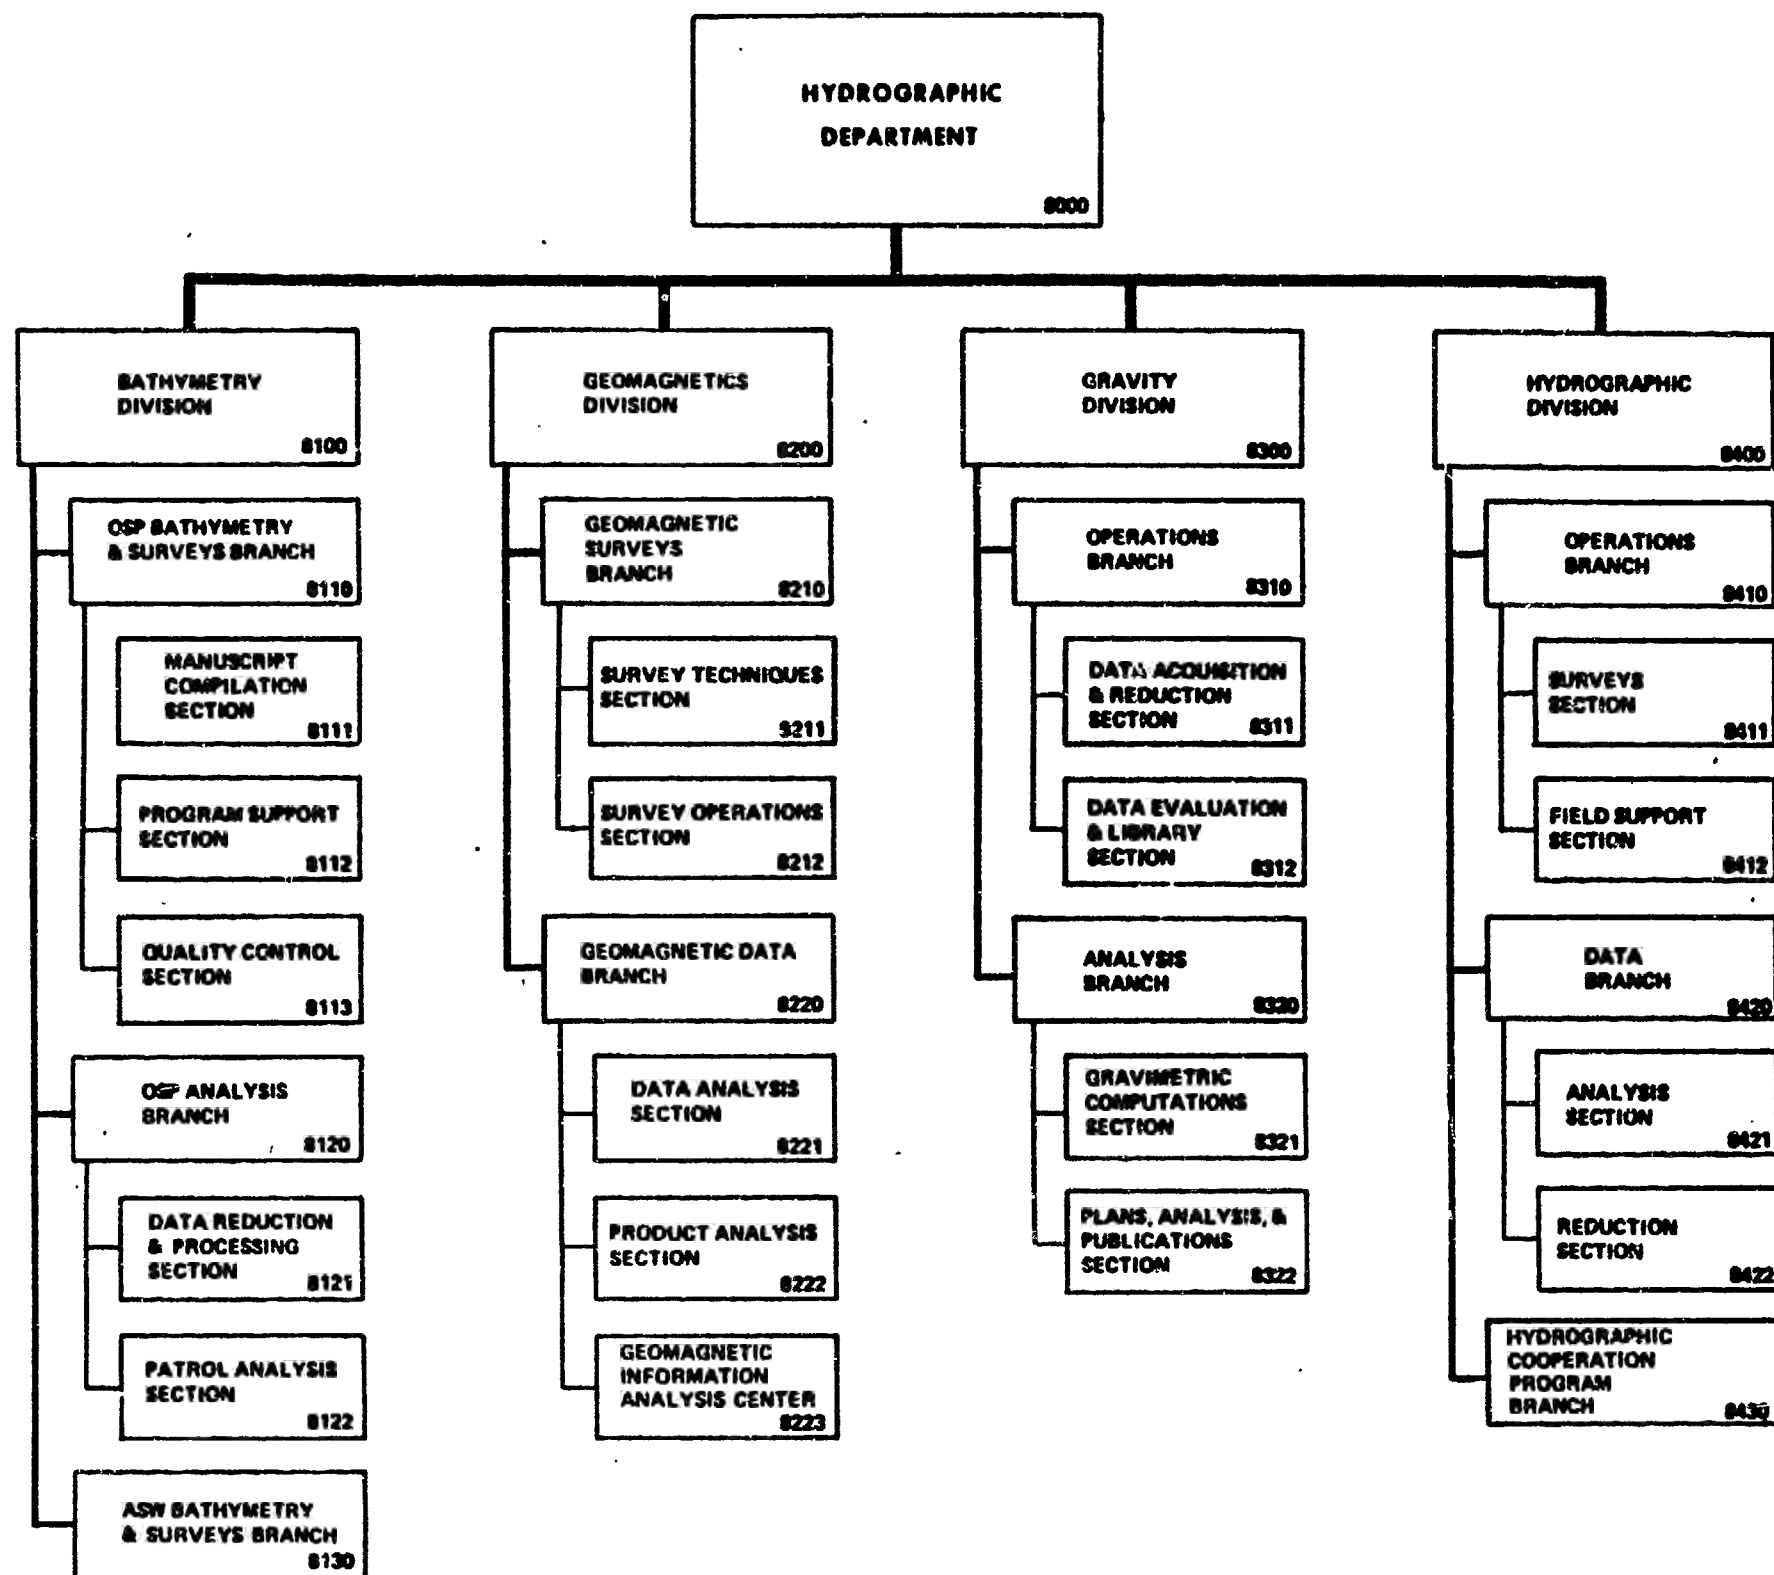 HYDROGRAPHIC
DEPARTMENT
8000
BATHYMETRY
DIVISION
8100
OSP BATHYMETRY
& SURVEYS BRANCH
8110
MANUSCRIPT
COMPILATION
SECTION
8111
PROGRAM SUPPORT
SECTION
8112
QUALITY CONTROL
SECTION
8113
OSP ANALYSIS
BRANCH
8120
DATA REDUCTION
& PROCESSING
SECTION
8121
PATROL ANALYSIS
SECTION
8122
ASW BATHYMETRY
& SURVEYS BRANCH
8130
GEOMAGNETICS
DIVISION
8200
GEOMAGNETIC
SURVEYS
BRANCH
8210
SURVEY TECHNIQUES
SECTION
8211
SURVEY OPERATIONS
SECTION
8212
GEOMAGNETIC DATA
BRANCH
8220
DATA ANALYSIS
SECTION
8221
PRODUCT ANALYSIS
SECTION
8222
GEOMAGNETIC
INFORMATION
ANALYSIS CENTER
8223
GRAVITY
DIVISION
8300
OPERATIONS
BRANCH
8310
DATA ACQUISITION
& REDUCTION
SECTION
8311
DATA EVALUATION
& LIBRARY
SECTION
8312
ANALYSIS
BRANCH
8320
GRAVIMETRIC
COMPUTATIONS
SECTION
8321
PLANS, ANALYSIS, &
PUBLICATIONS
SECTION
8322
HYDROGRAPHIC
DIVISION
8400
OPERATIONS
BRANCH
8410
SURVEYS
SECTION
8411
FIELD SUPPORT
SECTION
8412
DATA
BRANCH
8420
ANALYSIS
SECTION
8421
REDUCTION
SECTION
8422
HYDROGRAPHIC
COOPERATION
PROGRAM
BRANCH
8430